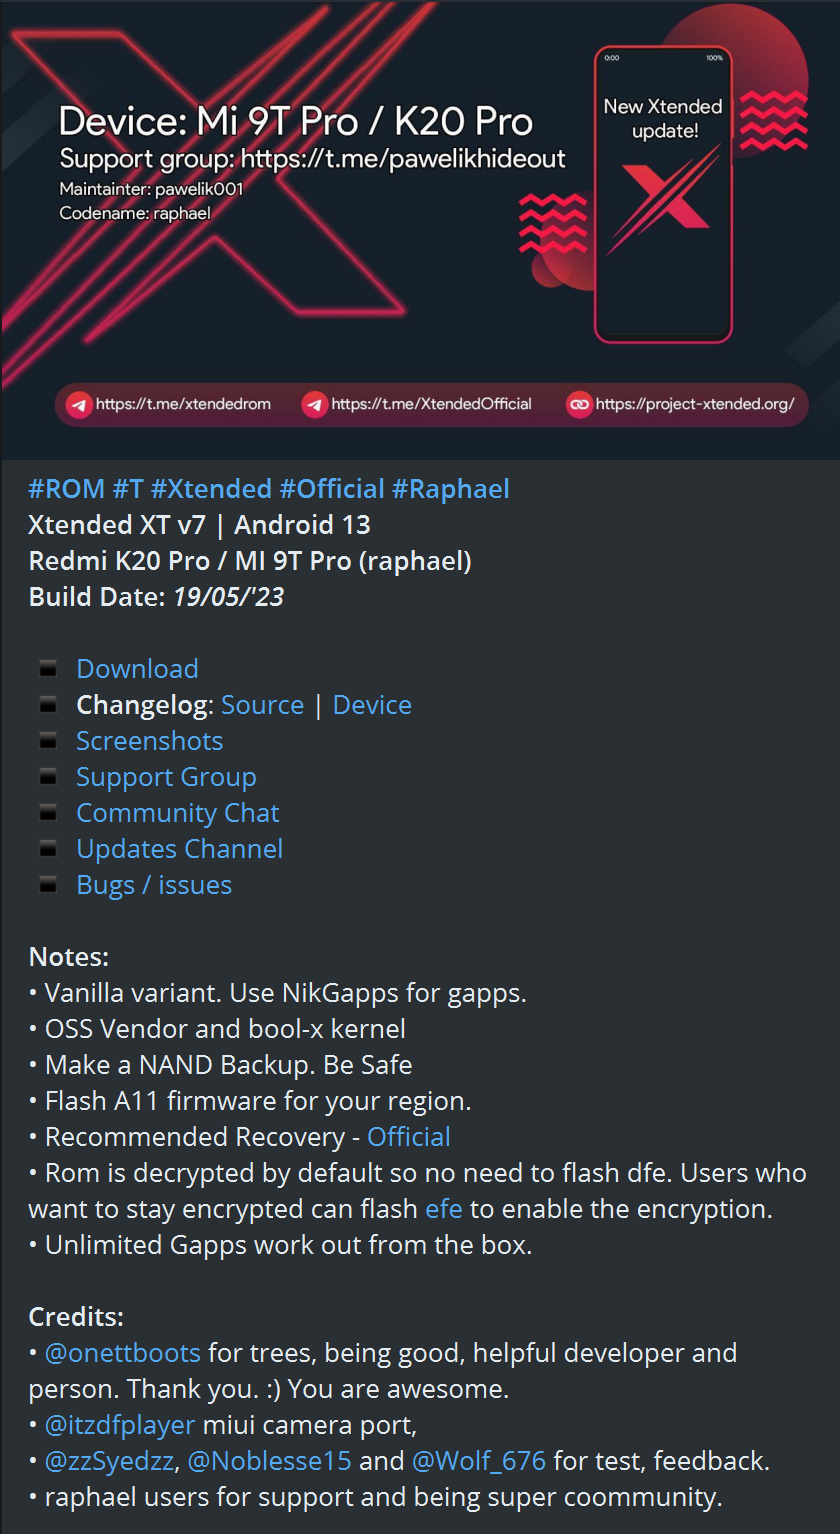 Device: Mi 9T Pro / K20 Pro
Support group: https://t.me/pawelikhideout
Maintainter: pawelik001
Codename: raphael
0:00 100%
New Xtended
update!
https://t.me/xtendedrom https://t.me/XtendedOfficial https://project-xtended.org/
#ROM #T #Xtended #Official #Raphael
Xtended XT v7 | Android 13
Redmi K20 Pro / MI 9T Pro (raphael)
Build Date: 19/05/'23
Download
Changelog: Source | Device
Screenshots
Support Group
Community Chat
Updates Channel
Bugs / issues
Notes:
• Vanilla variant. Use NikGapps for gapps.
• OSS Vendor and bool-x kernel
• Make a NAND Backup. Be Safe
• Flash A11 firmware for your region.
• Recommended Recovery - Official
• Rom is decrypted by default so no need to flash dfe. Users who
want to stay encrypted can flash efe to enable the encryption.
• Unlimited Gapps work out from the box.
Credits:
• @onettboots for trees, being good, helpful developer and
person. Thank you. :) You are awesome.
• @itzdfplayer miui camera port,
• @zzSyedzz, @Noblesse15 and @Wolf_676 for test, feedback.
• raphael users for support and being super coommunity.